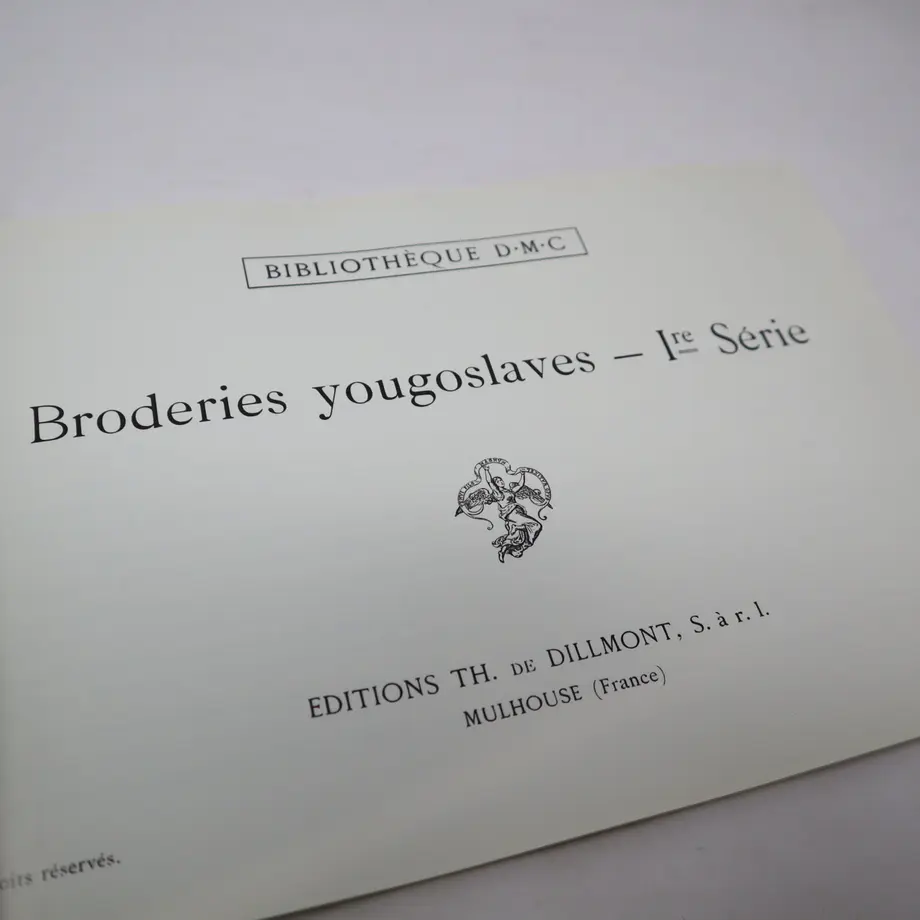 BIBLIOTHÈQUE D·M·C
Broderies yougoslaves – Iʳᵉ Série
EDITIONS TH. DE DILLMONT, S. à r. l.
MULHOUSE (France)
réservés.